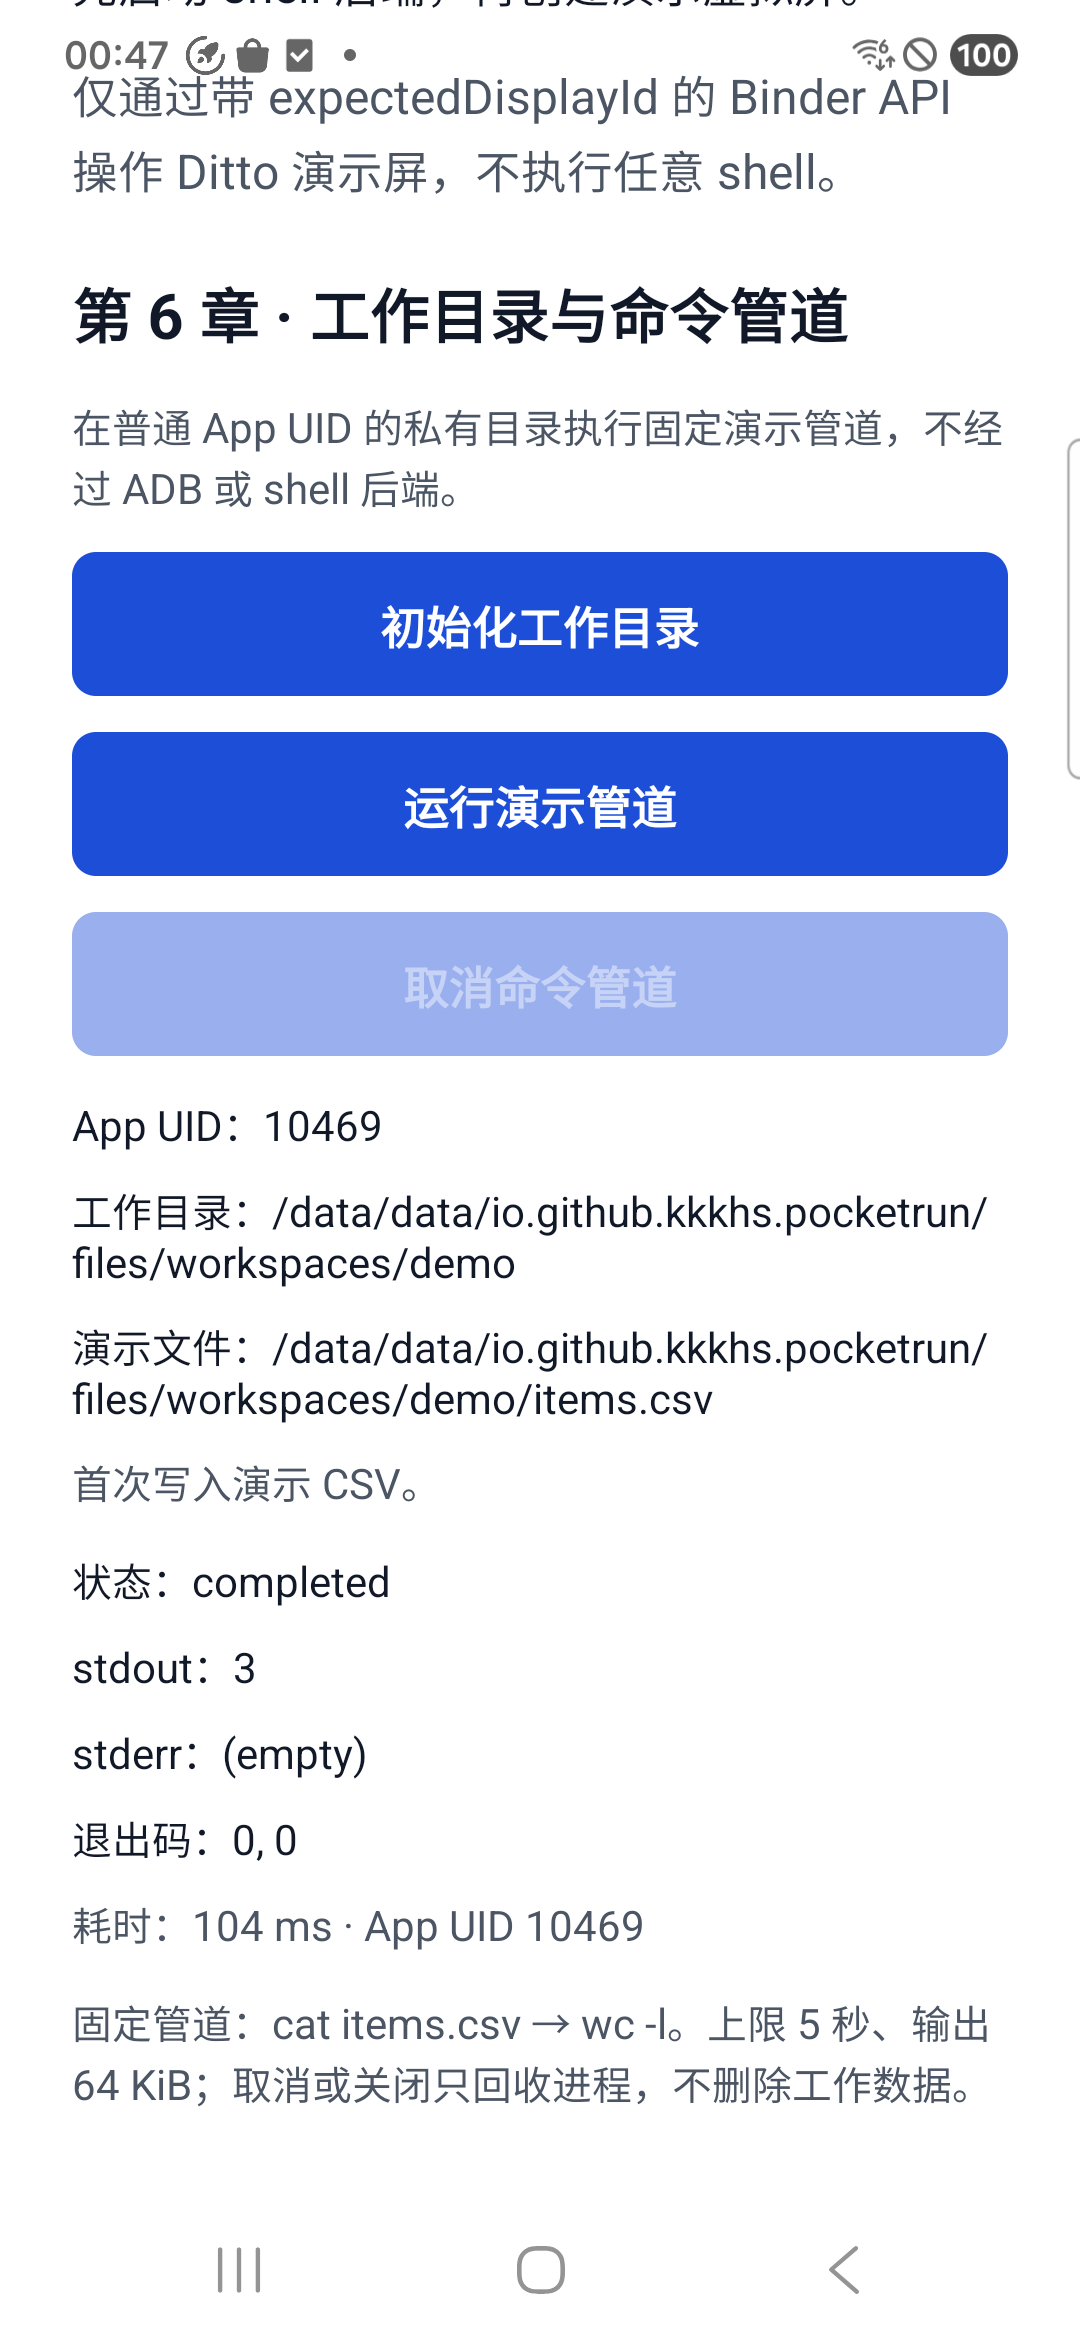 00:47
100
仅通过带 expectedDisplayId 的 Binder API
操作 Ditto 演示屏，不执行任意 shell。
第 6 章 · 工作目录与命令管道
在普通 App UID 的私有目录执行固定演示管道，不经
过 ADB 或 shell 后端。
初始化工作目录
运行演示管道
取消命令管道
App UID：10469
工作目录：/data/data/io.github.kkkhs.pocketrun/
files/workspaces/demo
演示文件：/data/data/io.github.kkkhs.pocketrun/
files/workspaces/demo/items.csv
首次写入演示 CSV。
状态：completed
stdout：3
stderr：(empty)
退出码：0, 0
耗时：104 ms · App UID 10469
固定管道：cat items.csv → wc -l。上限 5 秒、输出
64 KiB；取消或关闭只回收进程，不删除工作数据。